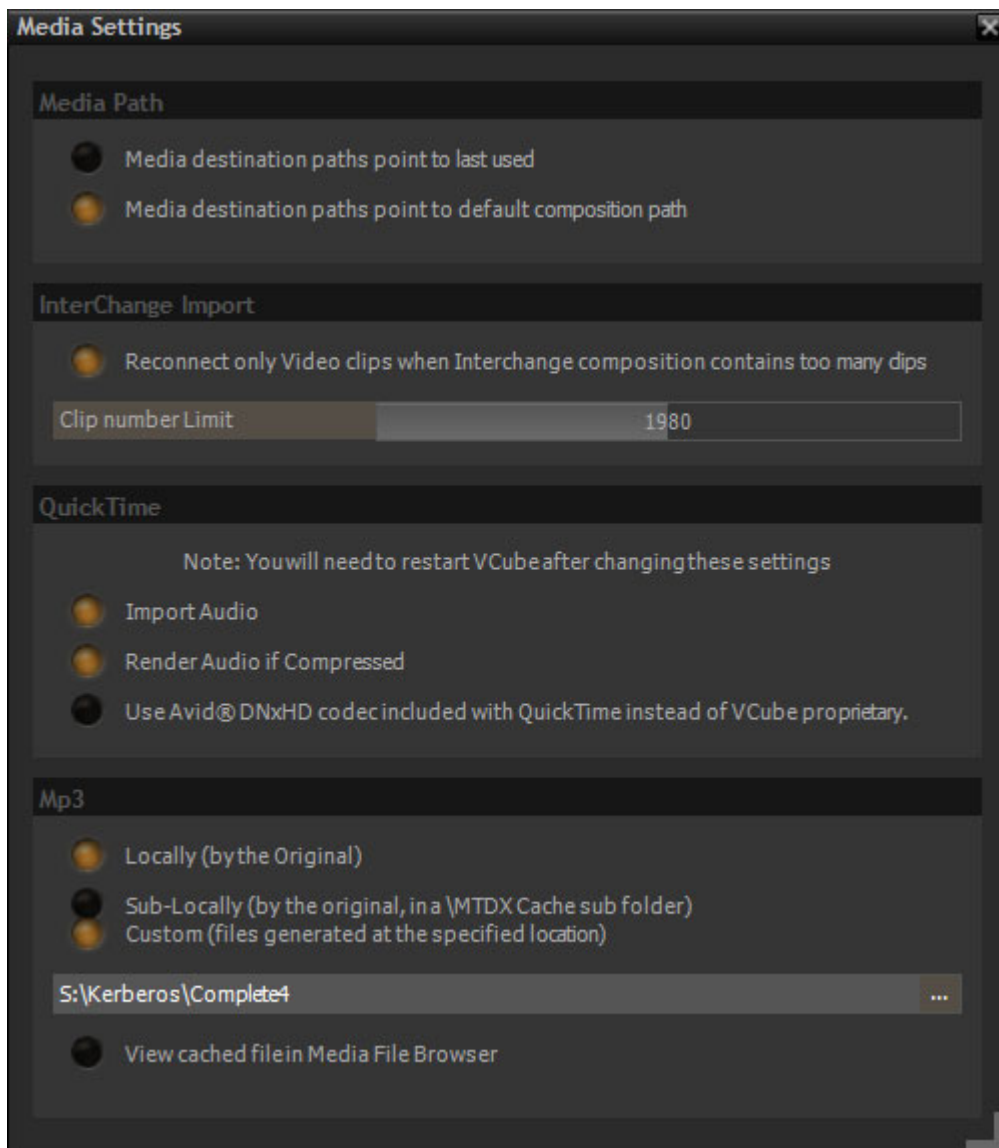 Media Settings
Media Path
Media destination paths point to last used
Media destination paths point to default composition path
InterChange Import
Reconnect only Video clips when Interchange composition contains too many clips
Clip number Limit 1980
QuickTime
Note: You will need to restart VCube after changing these settings
Import Audio
Render Audio if Compressed
Use Avid® DNxHD codec included with QuickTime instead of VCube proprietary.
Mp3
Locally (by the Original)
Sub-Locally (by the original, in a \MTDX Cache sub folder)
Custom (files generated at the specified location)
S:\Kerberos\Complete4 ...
View cached file in Media File Browser